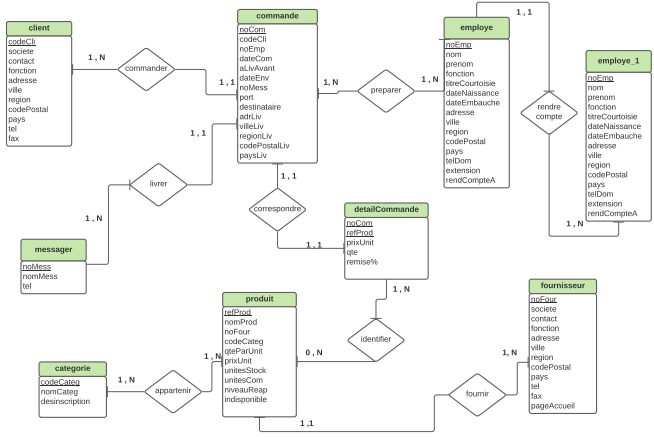 client
codeCli
societe
contact
fonction
adresse
ville
region
codePostal
pays
tel
fax
1 , N
commander
1 , 1
commande
noCom
codeCli
noEmp
dateCom
aLivAvant
dateEnv
noMess
port
destinataire
adrLiv
villeLiv
regionLiv
codePostalLiv
paysLiv
1, N
preparer
1 , N
employe
noEmp
nom
prenom
fonction
titreCourtoisie
dateNaissance
dateEmbauche
adresse
ville
region
codePostal
pays
telDom
extension
rendCompteA
1 , 1
rendre
compte
1 , N
employe_1
noEmp
nom
prenom
fonction
titreCourtoisie
dateNaissance
dateEmbauche
adresse
ville
region
codePostal
pays
telDom
extension
rendCompteA
1 , 1
livrer
1 , N
messager
noMess
nomMess
tel
1 , 1
correspondre
1 , 1
detailCommande
noCom
refProd
prixUnit
qte
remise%
1 , N
identifier
0 , N
produit
refProd
nomProd
noFour
codeCateg
qteParUnit
prixUnit
unitesStock
unitesCom
niveauReap
indisponible
1, N
appartenir
1 , N
categorie
codeCateg
nomCateg
desinscription
1 ,1
fournir
1, N
fournisseur
noFour
societe
contact
fonction
adresse
ville
region
codePostal
pays
tel
fax
pageAccueil